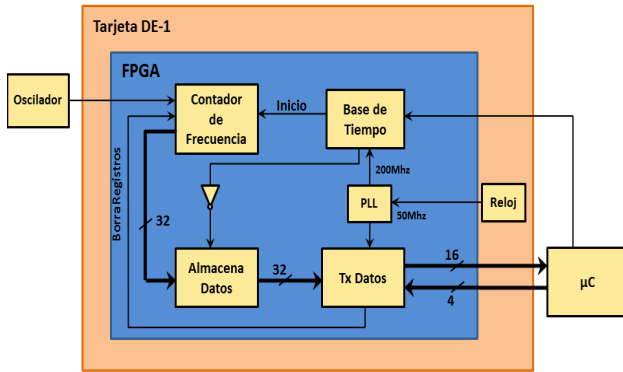 Tarjeta DE-1
FPGA
Oscilador
Contador
de
Frecuencia
Inicio
Base de
Tiempo
Borra Registros
200Mhz
PLL
50Mhz
Reloj
32
Almacena
Datos
32
Tx Datos
16
4
µC